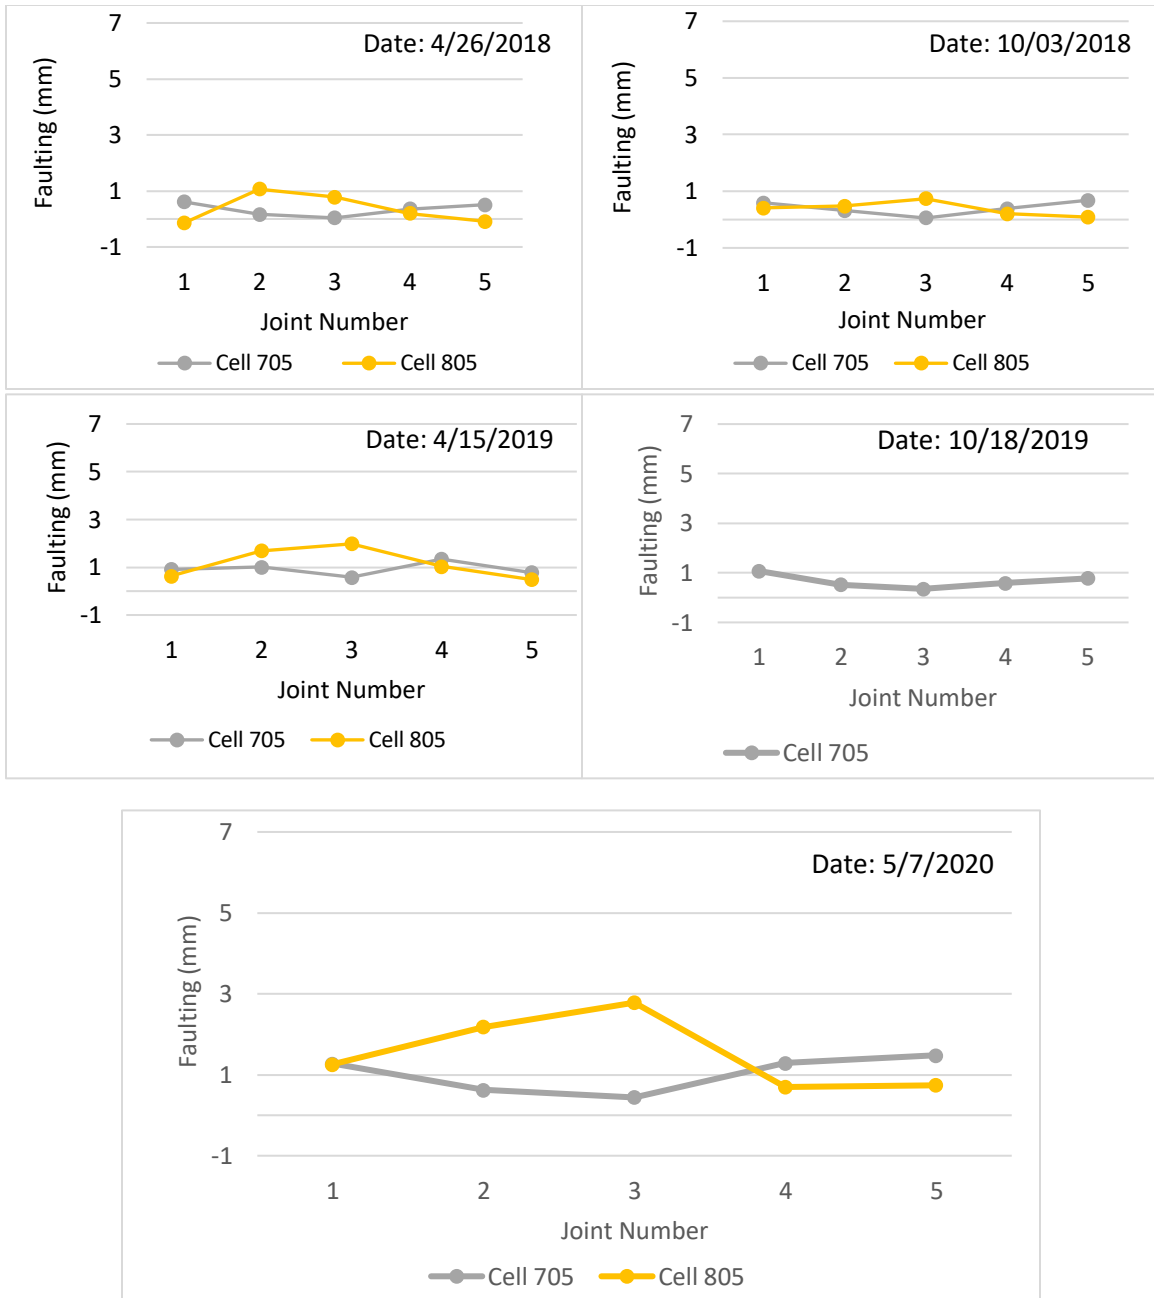 Date: 4/26/2018
Faulting (mm)
7
5
3
1
-1
1 2 3 4 5
Joint Number
Cell 705 Cell 805
Date: 10/03/2018
Faulting (mm)
7
5
3
1
-1
1 2 3 4 5
Joint Number
Cell 705 Cell 805
Date: 4/15/2019
Faulting (mm)
7
5
3
1
-1
1 2 3 4 5
Joint Number
Cell 705 Cell 805
Date: 10/18/2019
Faulting (mm)
7
5
3
1
-1
1 2 3 4 5
Joint Number
Cell 705
Date: 5/7/2020
Faulting (mm)
7
5
3
1
-1
1 2 3 4 5
Joint Number
Cell 705 Cell 805